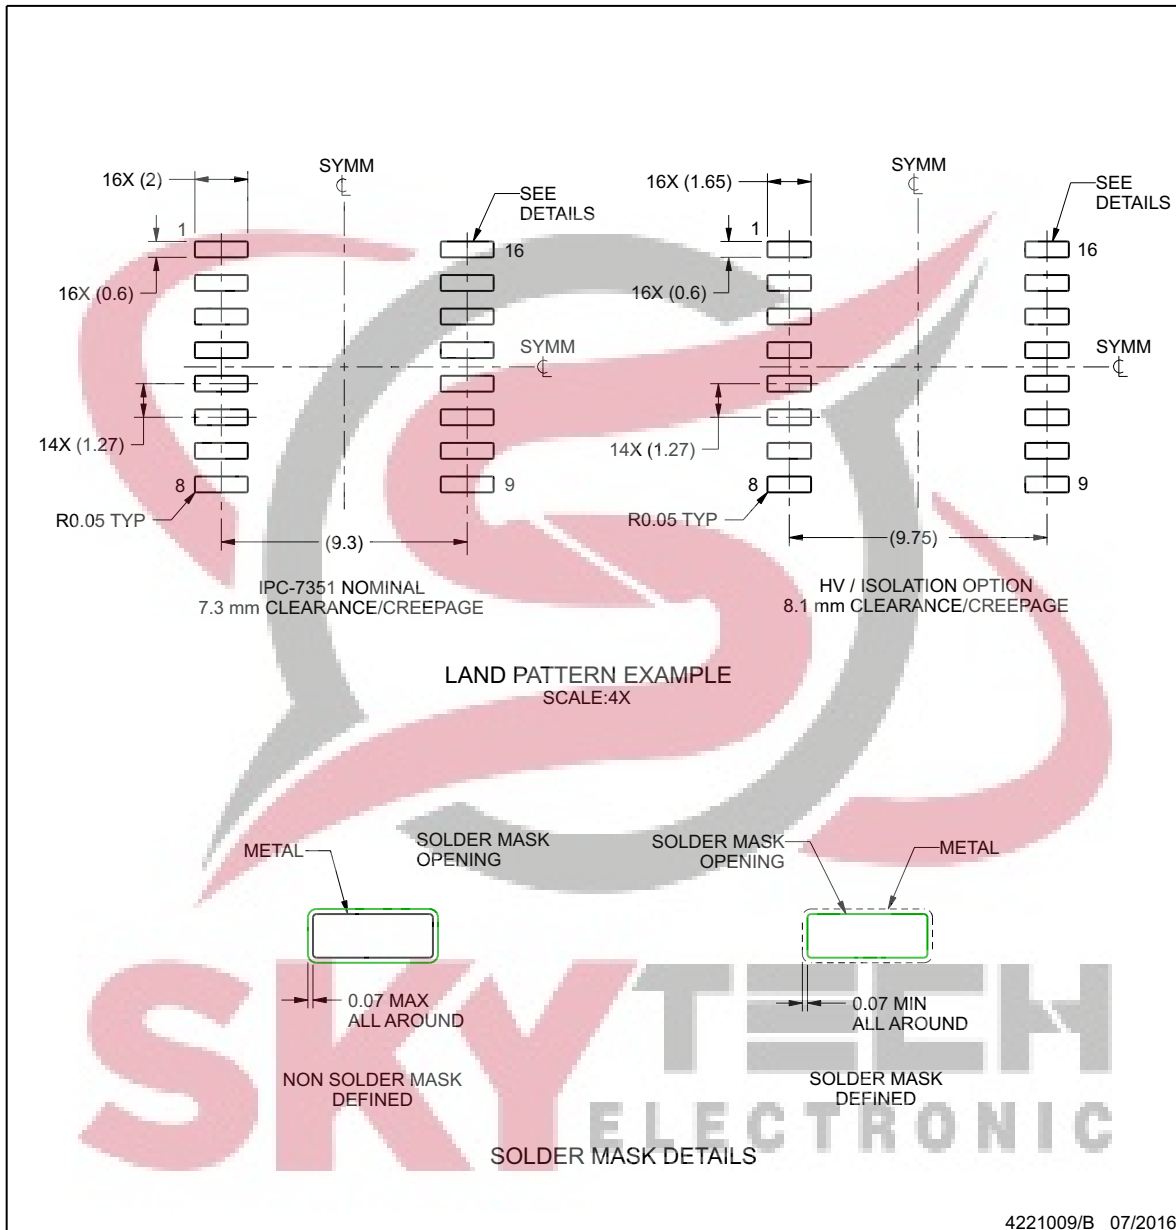 SYMM
℄
16X (2)
SEE
DETAILS
1
16
16X (0.6)
SYMM
℄
14X (1.27)
8
9
R0.05 TYP
(9.3)
IPC-7351 NOMINAL
7.3 mm CLEARANCE/CREEPAGE
SYMM
℄
16X (1.65)
SEE
DETAILS
1
16
16X (0.6)
SYMM
℄
14X (1.27)
8
9
R0.05 TYP
(9.75)
HV / ISOLATION OPTION
8.1 mm CLEARANCE/CREEPAGE
LAND PATTERN EXAMPLE
SCALE:4X
METAL
SOLDER MASK
OPENING
0.07 MAX
ALL AROUND
NON SOLDER MASK
DEFINED
SOLDER MASK
OPENING
METAL
0.07 MIN
ALL AROUND
SOLDER MASK
DEFINED
SOLDER MASK DETAILS
SKYTECH
ELECTRONIC
4221009/B 07/2016